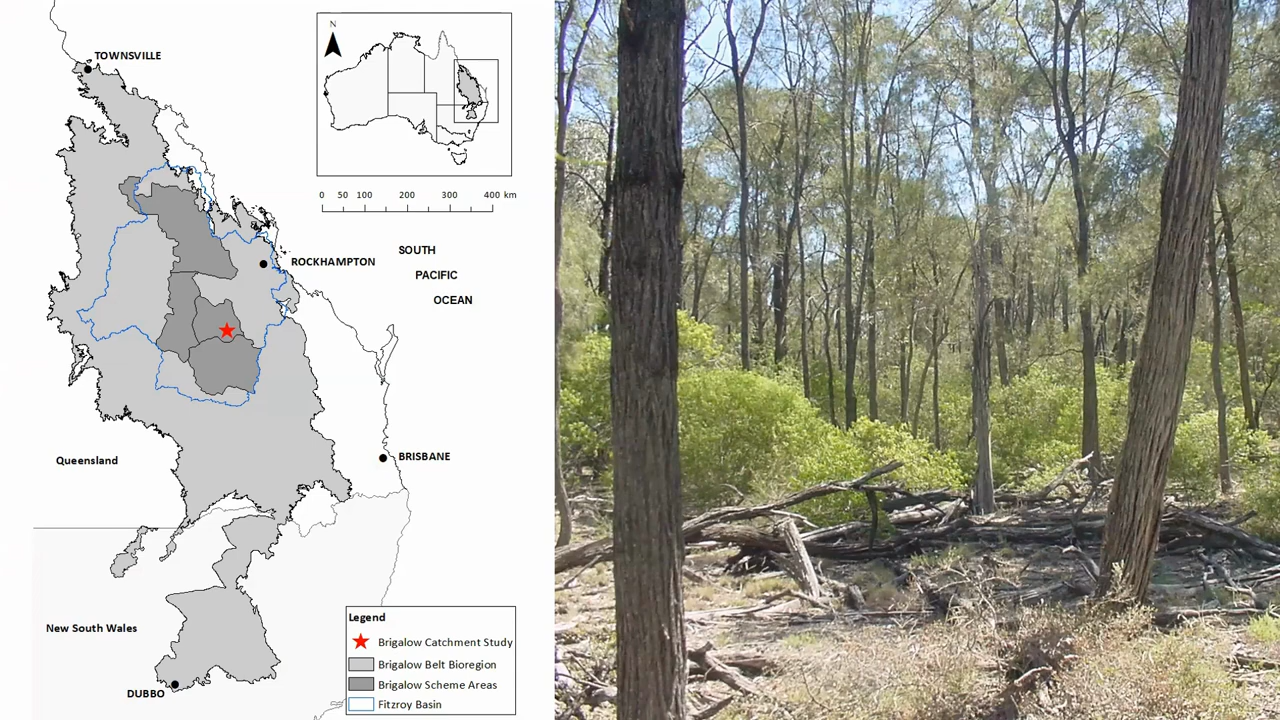 TOWNSVILLE
N
0 50 100 200 300 400 km
SOUTH
PACIFIC
OCEAN
ROCKHAMPTON
BRISBANE
Queensland
New South Wales
DUBBO
Legend
Brigalow Catchment Study
Brigalow Belt Bioregion
Brigalow Scheme Areas
Fitzroy Basin